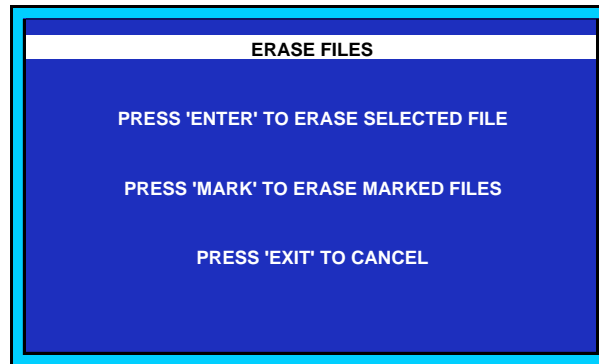 ERASE FILES
PRESS 'ENTER' TO ERASE SELECTED FILE
PRESS 'MARK' TO ERASE MARKED FILES
PRESS 'EXIT' TO CANCEL